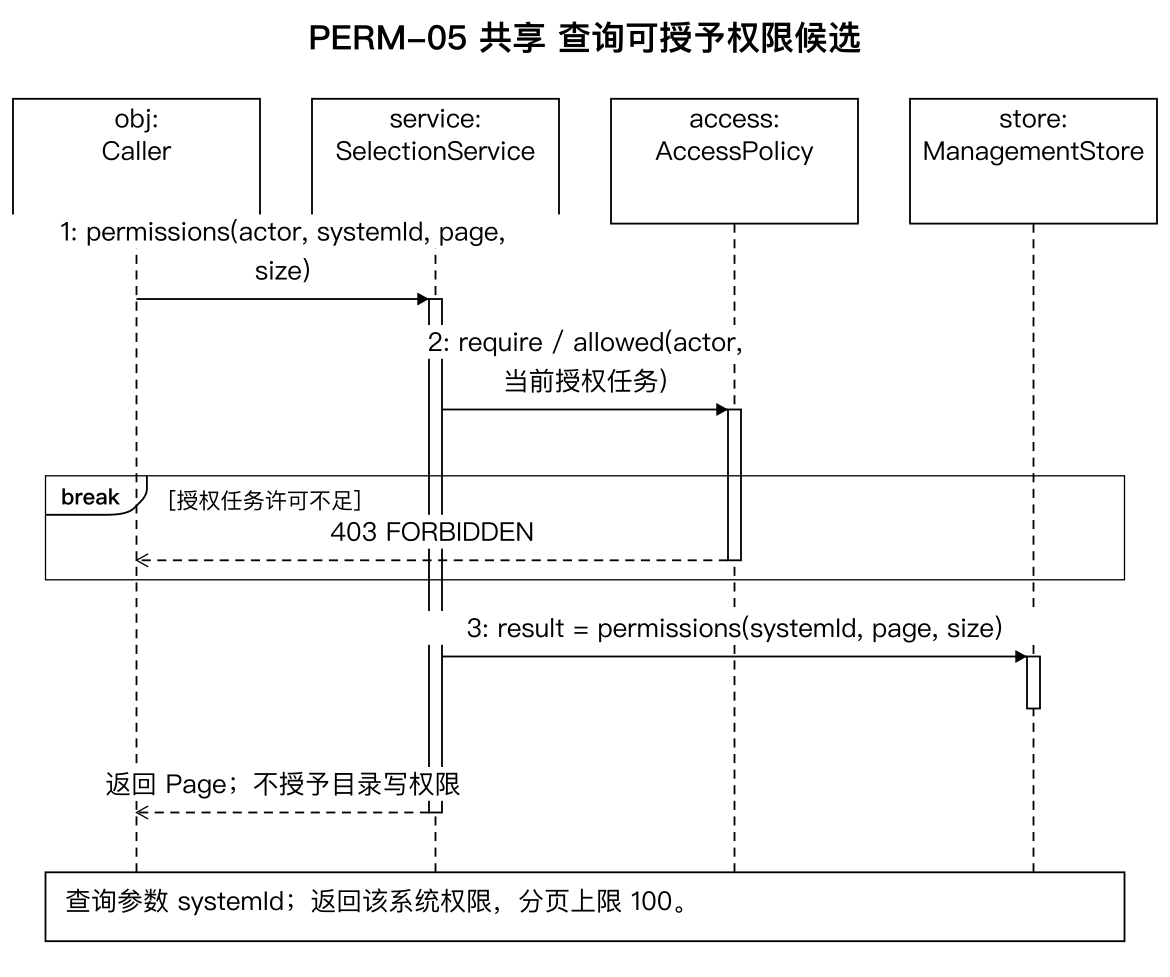 PERM-05 共享 查询可授予权限候选
obj:
Caller
service:
SelectionService
access:
AccessPolicy
store:
ManagementStore
1: permissions(actor, systemId, page,
size)
2: require / allowed(actor,
当前授权任务)
break
[授权任务许可不足]
403 FORBIDDEN
3: result = permissions(systemId, page, size)
返回 Page；不授予目录写权限
查询参数 systemId；返回该系统权限，分页上限 100。